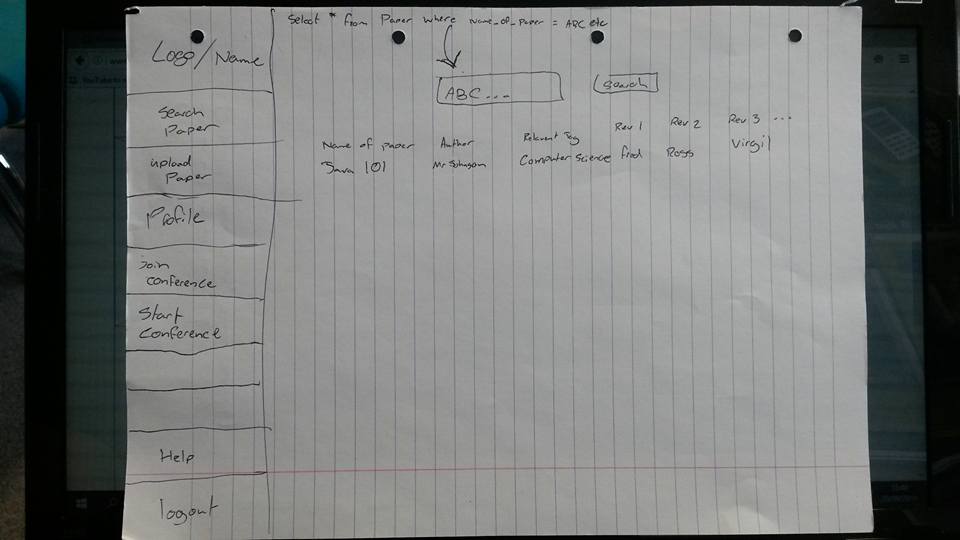 Select * from Paper where Name_of_paper = ABC etc
Logo/Name
ABC...
Search
Search
Paper
upload
Paper
Profile
Join
conference
Start
Conference
Help
logout
Name of paper Author Relevant Tag Rev 1 Rev 2 Rev 3 ...
Java 101 Mr Computer Science fred Ross Virgil